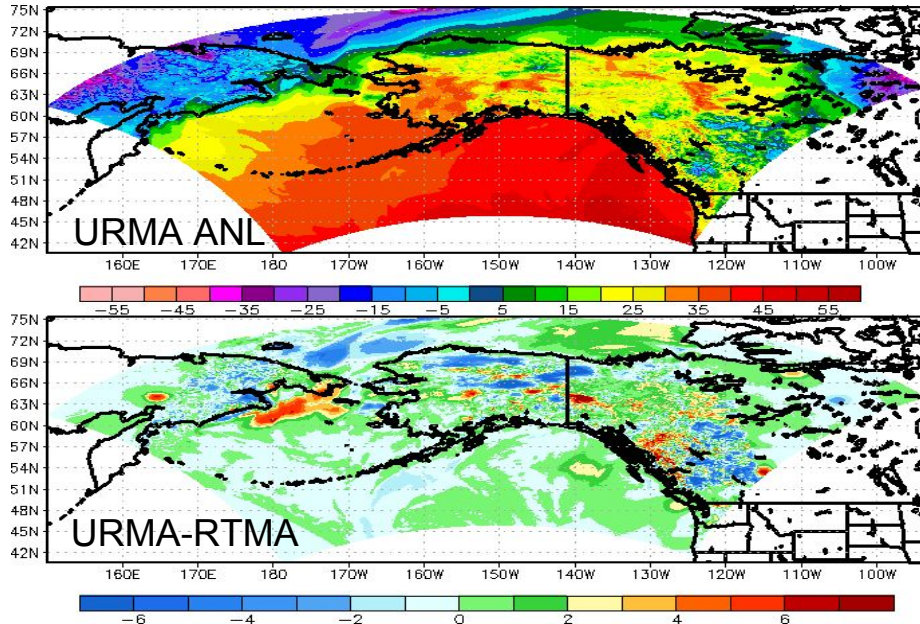 75N
72N
69N
66N
63N
60N
57N
54N
51N
48N
45N
42N
URMA ANL
160E 170E 180 170W 160W 150W 140W 130W 120W 110W 100W
−55 −45 −35 −25 −15 −5 5 15 25 35 45 55
75N
72N
69N
66N
63N
60N
57N
54N
51N
48N
45N
42N
URMA-RTMA
160E 170E 180 170W 160W 150W 140W 130W 120W 110W 100W
−6 −4 −2 0 2 4 6